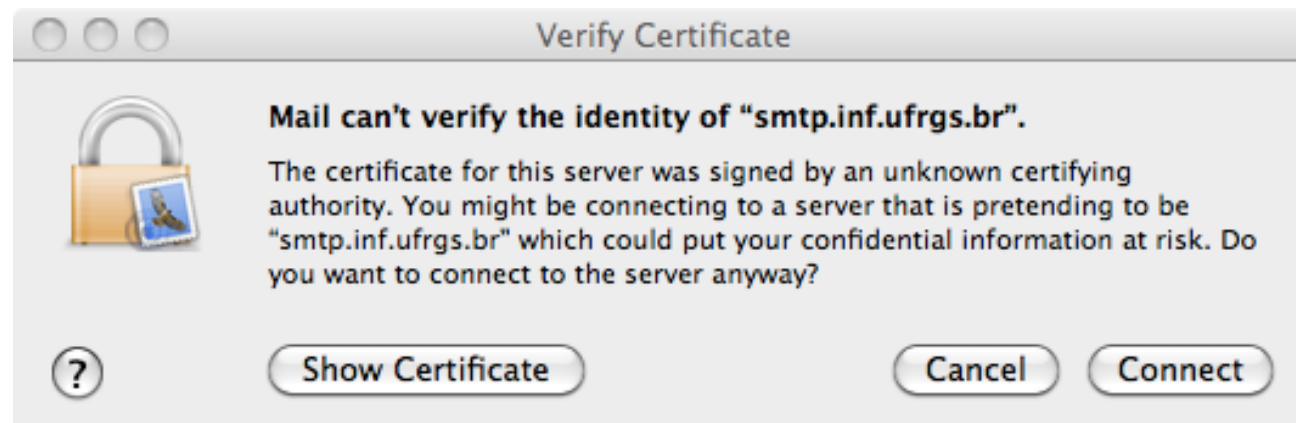 Verify Certificate
Mail can't verify the identity of “smtp.inf.ufrgs.br”.
The certificate for this server was signed by an unknown certifying
authority. You might be connecting to a server that is pretending to be
“smtp.inf.ufrgs.br” which could put your confidential information at risk. Do
you want to connect to the server anyway?
? Show Certificate Cancel Connect